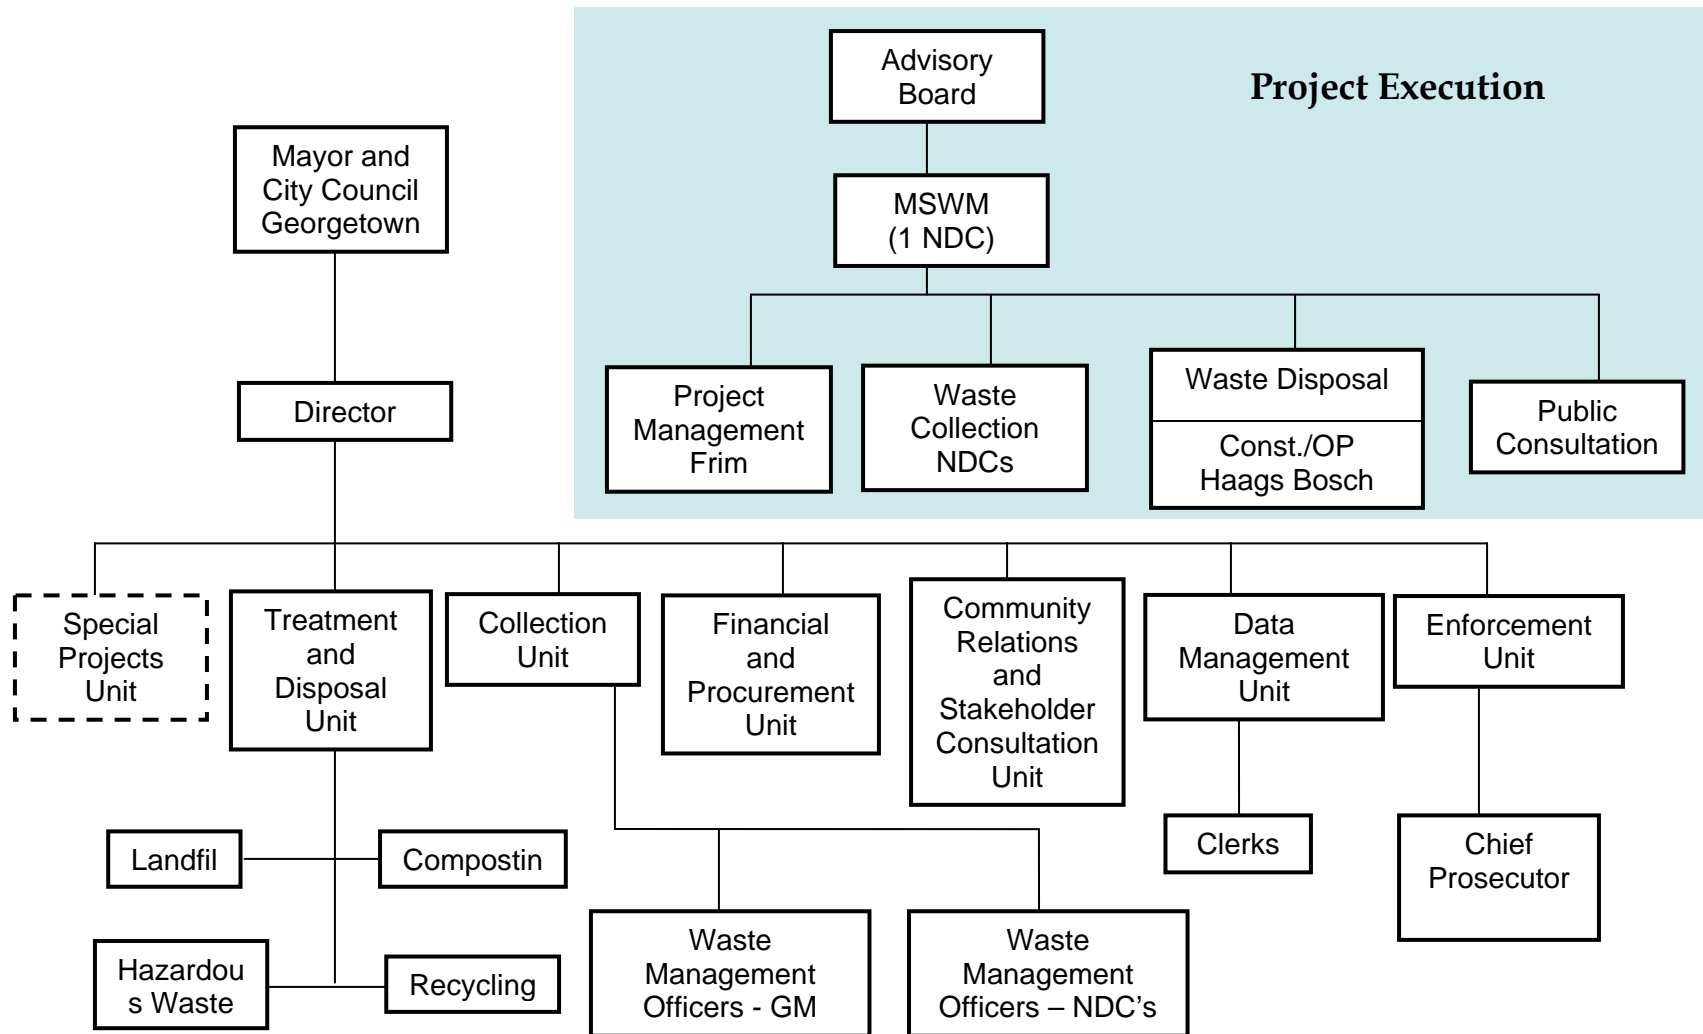 Project Execution
Advisory
Board
MSWM
(1 NDC)
Project
Management
Frim
Waste
Collection
NDCs
Waste Disposal
Const./OP
Haags Bosch
Public
Consultation
Mayor and
City Council
Georgetown
Director
Special
Projects
Unit
Treatment
and
Disposal
Unit
Collection
Unit
Financial
and
Procurement
Unit
Community
Relations
and
Stakeholder
Consultation
Unit
Data
Management
Unit
Enforcement
Unit
Landfil
Compostin
Hazardou
s Waste
Recycling
Waste
Management
Officers - GM
Waste
Management
Officers – NDC’s
Clerks
Chief
Prosecutor